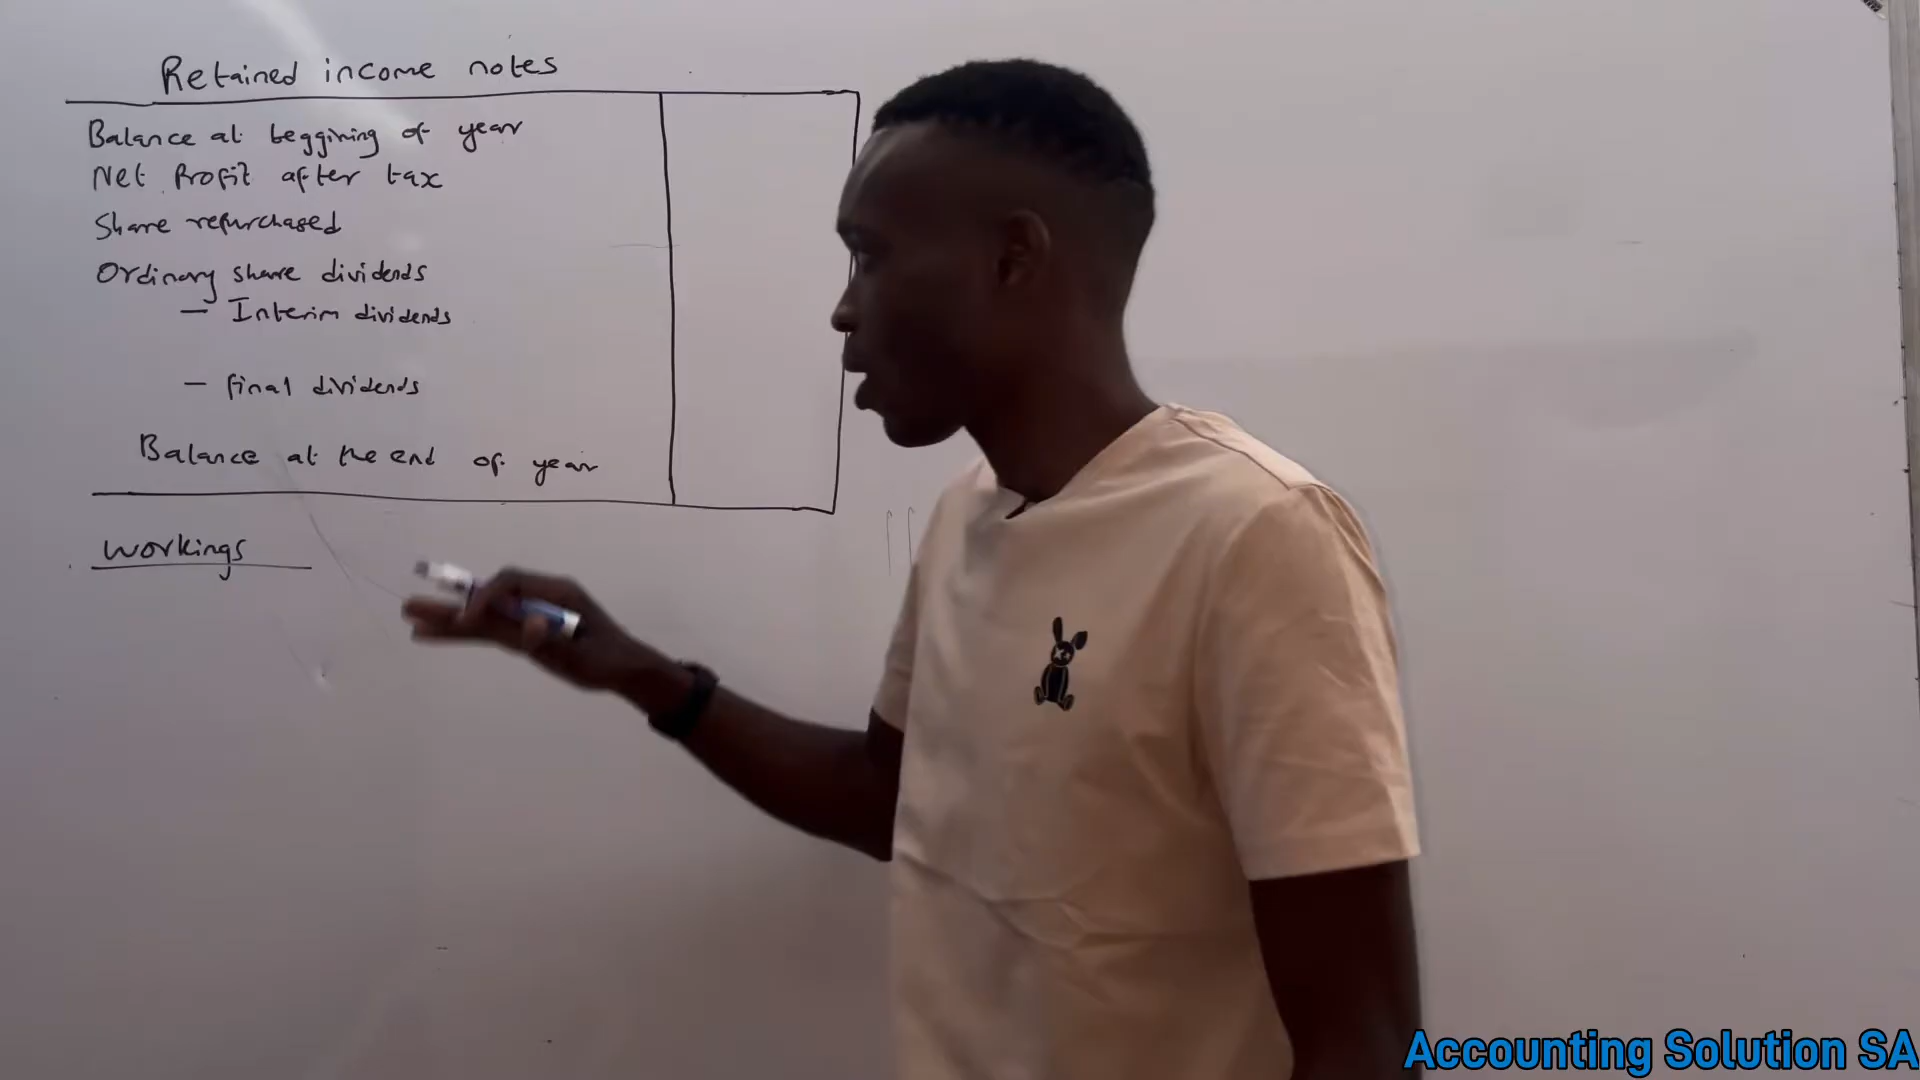 Retained income notes
Balance at beggining of year
Net Profit after tax
Share repurchased
Ordinary share dividends
— Interim dividends
— final dividends
Balance at the end of year
Workings
Accounting Solution SA